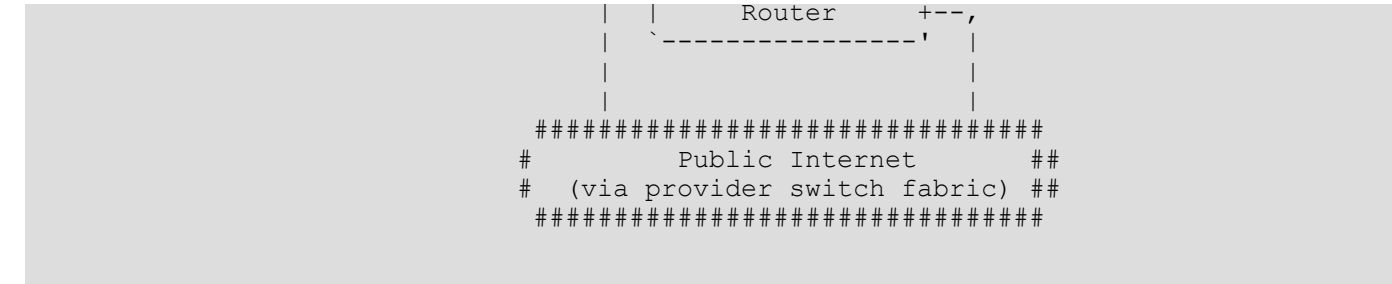 |  |     Router     +--,
|  `----------------'  |
|                      |
|                      |
################################
#         Public Internet       ##
#  (via provider switch fabric) ##
################################